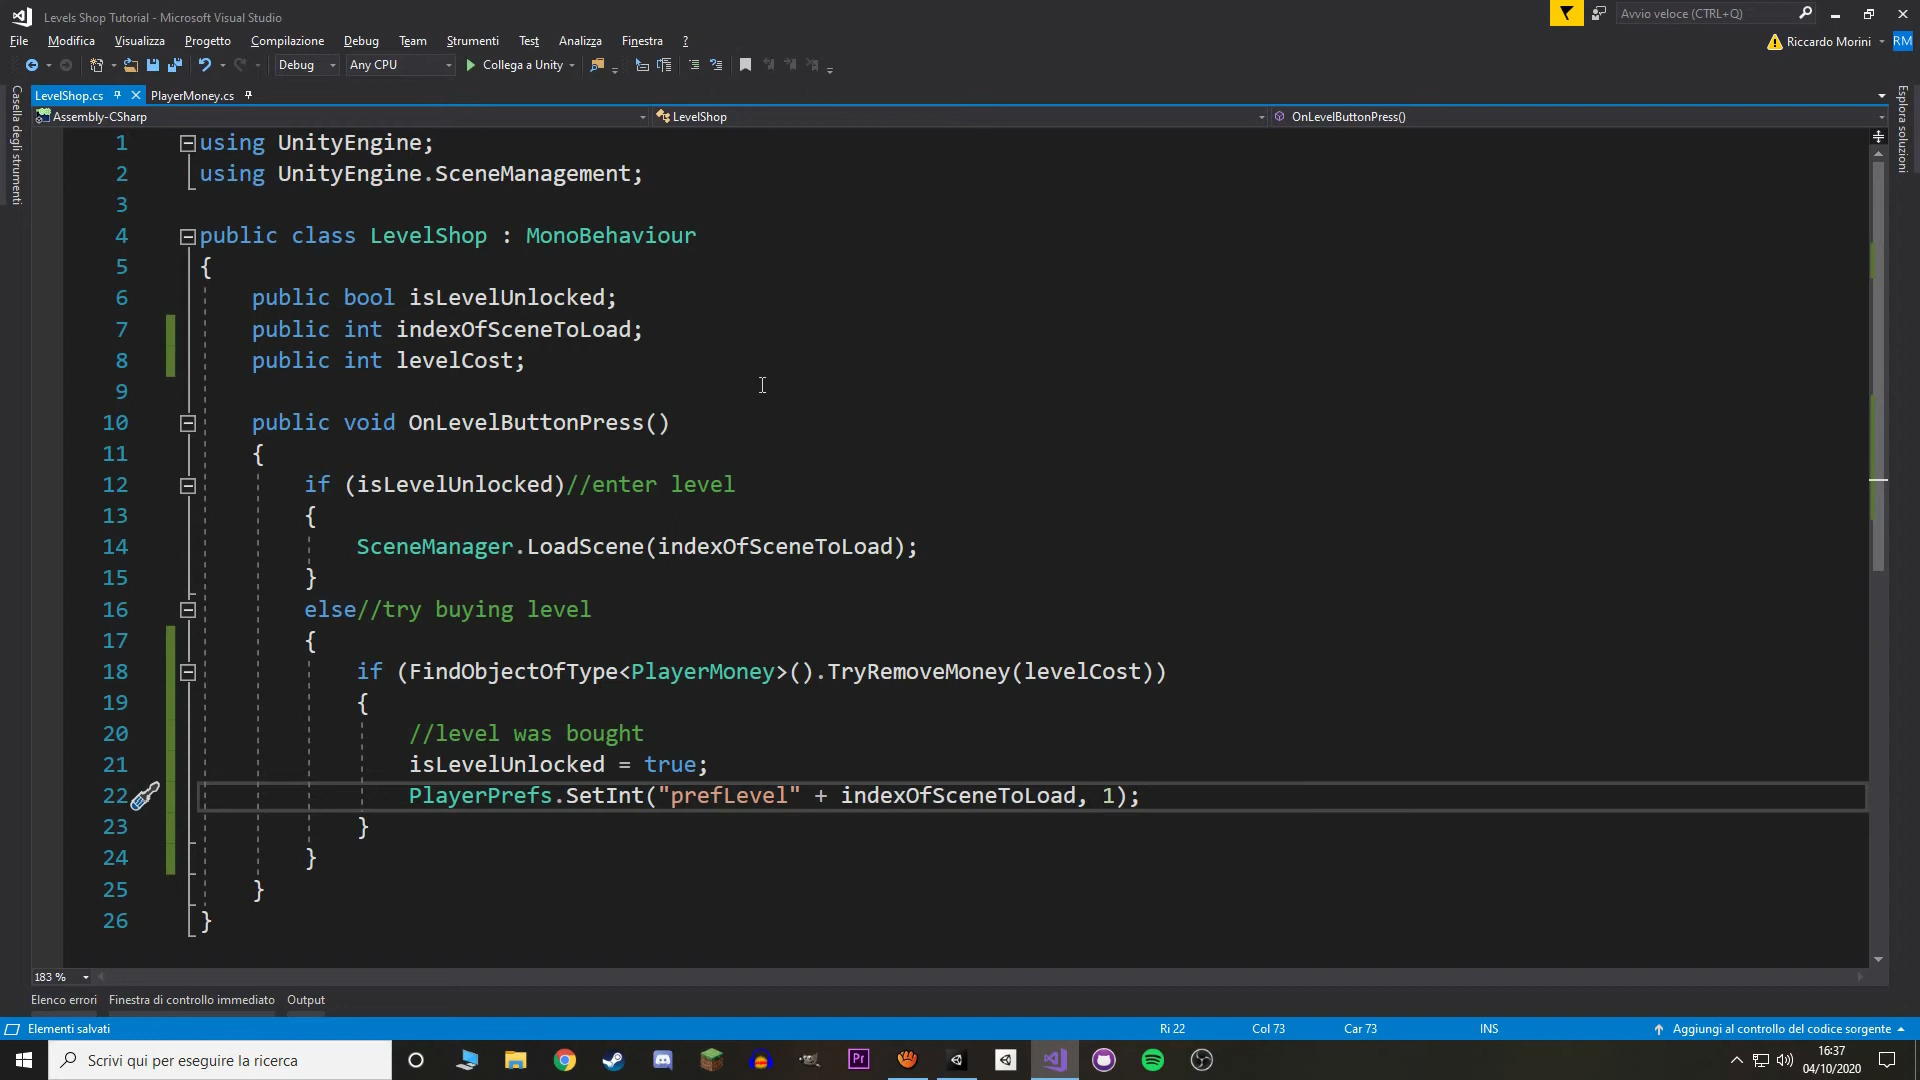 Levels Shop Tutorial - Microsoft Visual Studio
Avvio veloce (CTRL+Q)
File Modifica Visualizza Progetto Compilazione Debug Team Strumenti Test Analizza Finestra ?
Riccardo Morini RM
Debug Any CPU Collega a Unity
LevelShop.cs PlayerMoney.cs
Assembly-CSharp LevelShop OnLevelButtonPress()
Casella degli strumenti
Esplora soluzioni
1 using UnityEngine;
2 using UnityEngine.SceneManagement;
3
4 public class LevelShop : MonoBehaviour
5 {
6 public bool isLevelUnlocked;
7 public int indexOfSceneToLoad;
8 public int levelCost;
9
10 public void OnLevelButtonPress()
11 {
12 if (isLevelUnlocked)//enter level
13 {
14 SceneManager.LoadScene(indexOfSceneToLoad);
15 }
16 else//try buying level
17 {
18 if (FindObjectOfType<PlayerMoney>().TryRemoveMoney(levelCost))
19 {
20 //level was bought
21 isLevelUnlocked = true;
22 PlayerPrefs.SetInt("prefLevel" + indexOfSceneToLoad, 1);
23 }
24 }
25 }
26 }
183 %
Elenco errori Finestra di controllo immediato Output
Elementi salvati Ri 22 Col 73 Car 73 INS Aggiungi al controllo del codice sorgente
Scrivi qui per eseguire la ricerca
Pr
16:37
04/10/2020